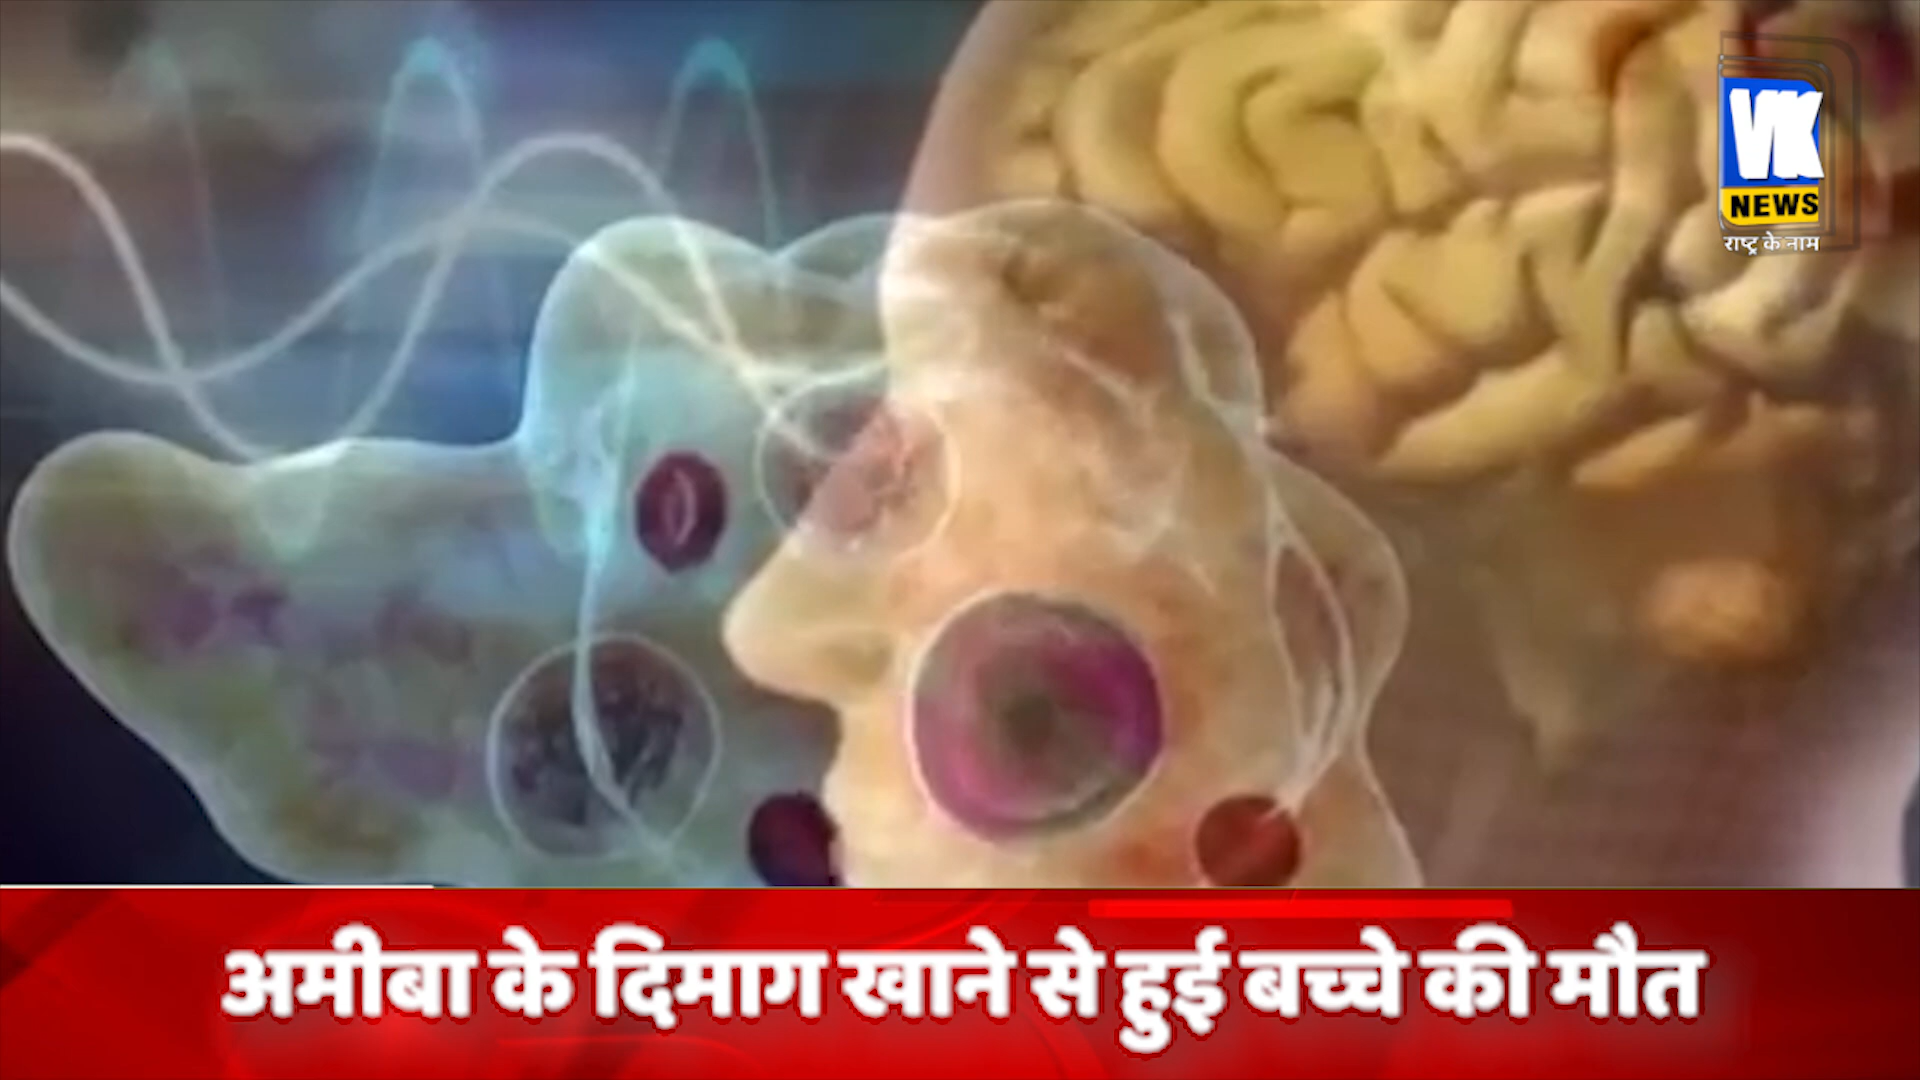 VK
NEWS
राष्ट्र के नाम
अमीबा के दिमाग खाने से हुई बच्चे की मौत